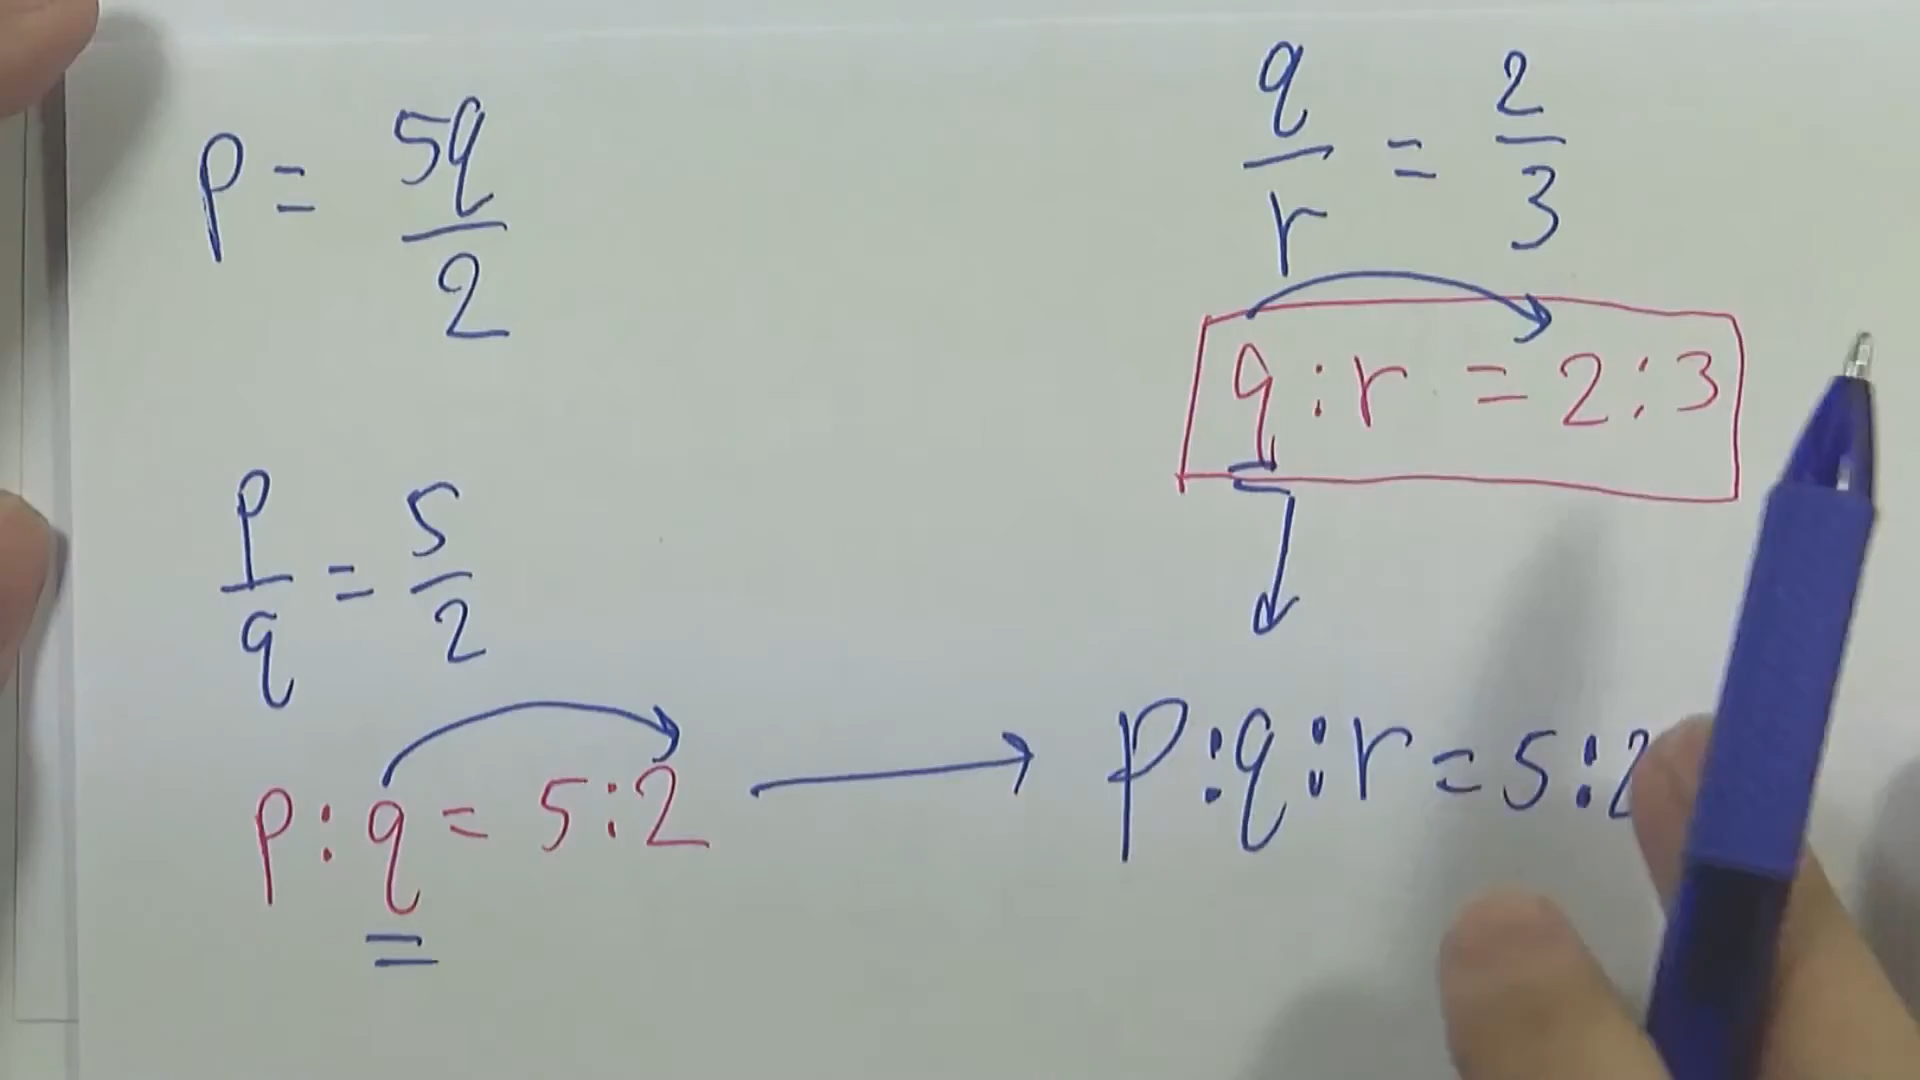 p = 5q/2
p/q = 5/2
p : q = 5 : 2
q/r = 2/3
q : r = 2 : 3
p : q : r = 5 : 2